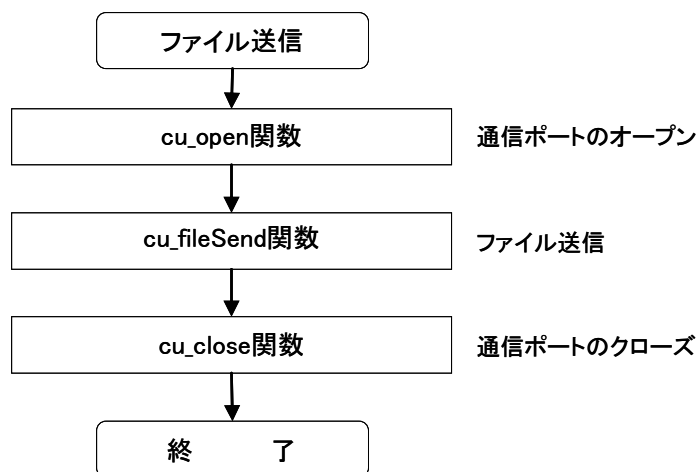 ファイル送信
cu_open関数
通信ポートのオープン
cu_fileSend関数
ファイル送信
cu_close関数
通信ポートのクローズ
終　　　了